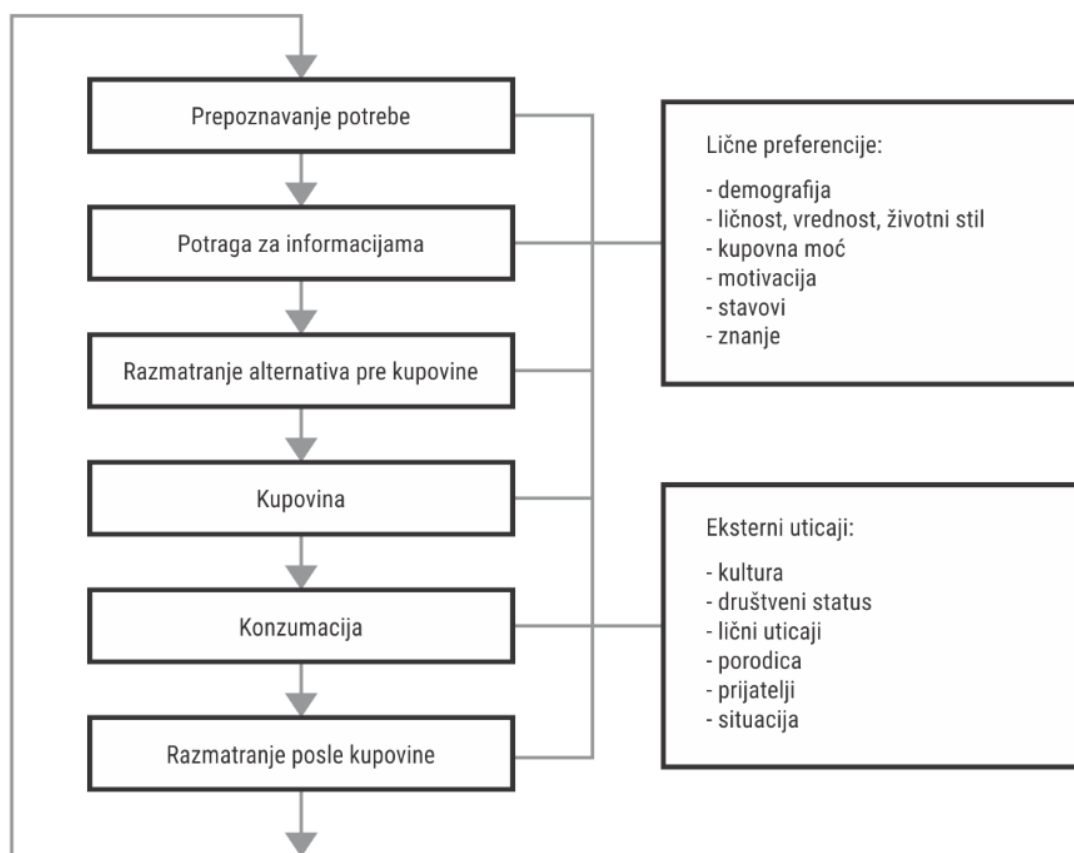 Prepoznavanje potrebe
Potraga za informacijama
Razmatranje alternativa pre kupovine
Kupovina
Konzumacija
Razmatranje posle kupovine
Lične preferencije:
- demografija
- ličnost, vrednost, životni stil
- kupovna moć
- motivacija
- stavovi
- znanje
Eksterni uticaji:
- kultura
- društveni status
- lični uticaji
- porodica
- prijatelji
- situacija